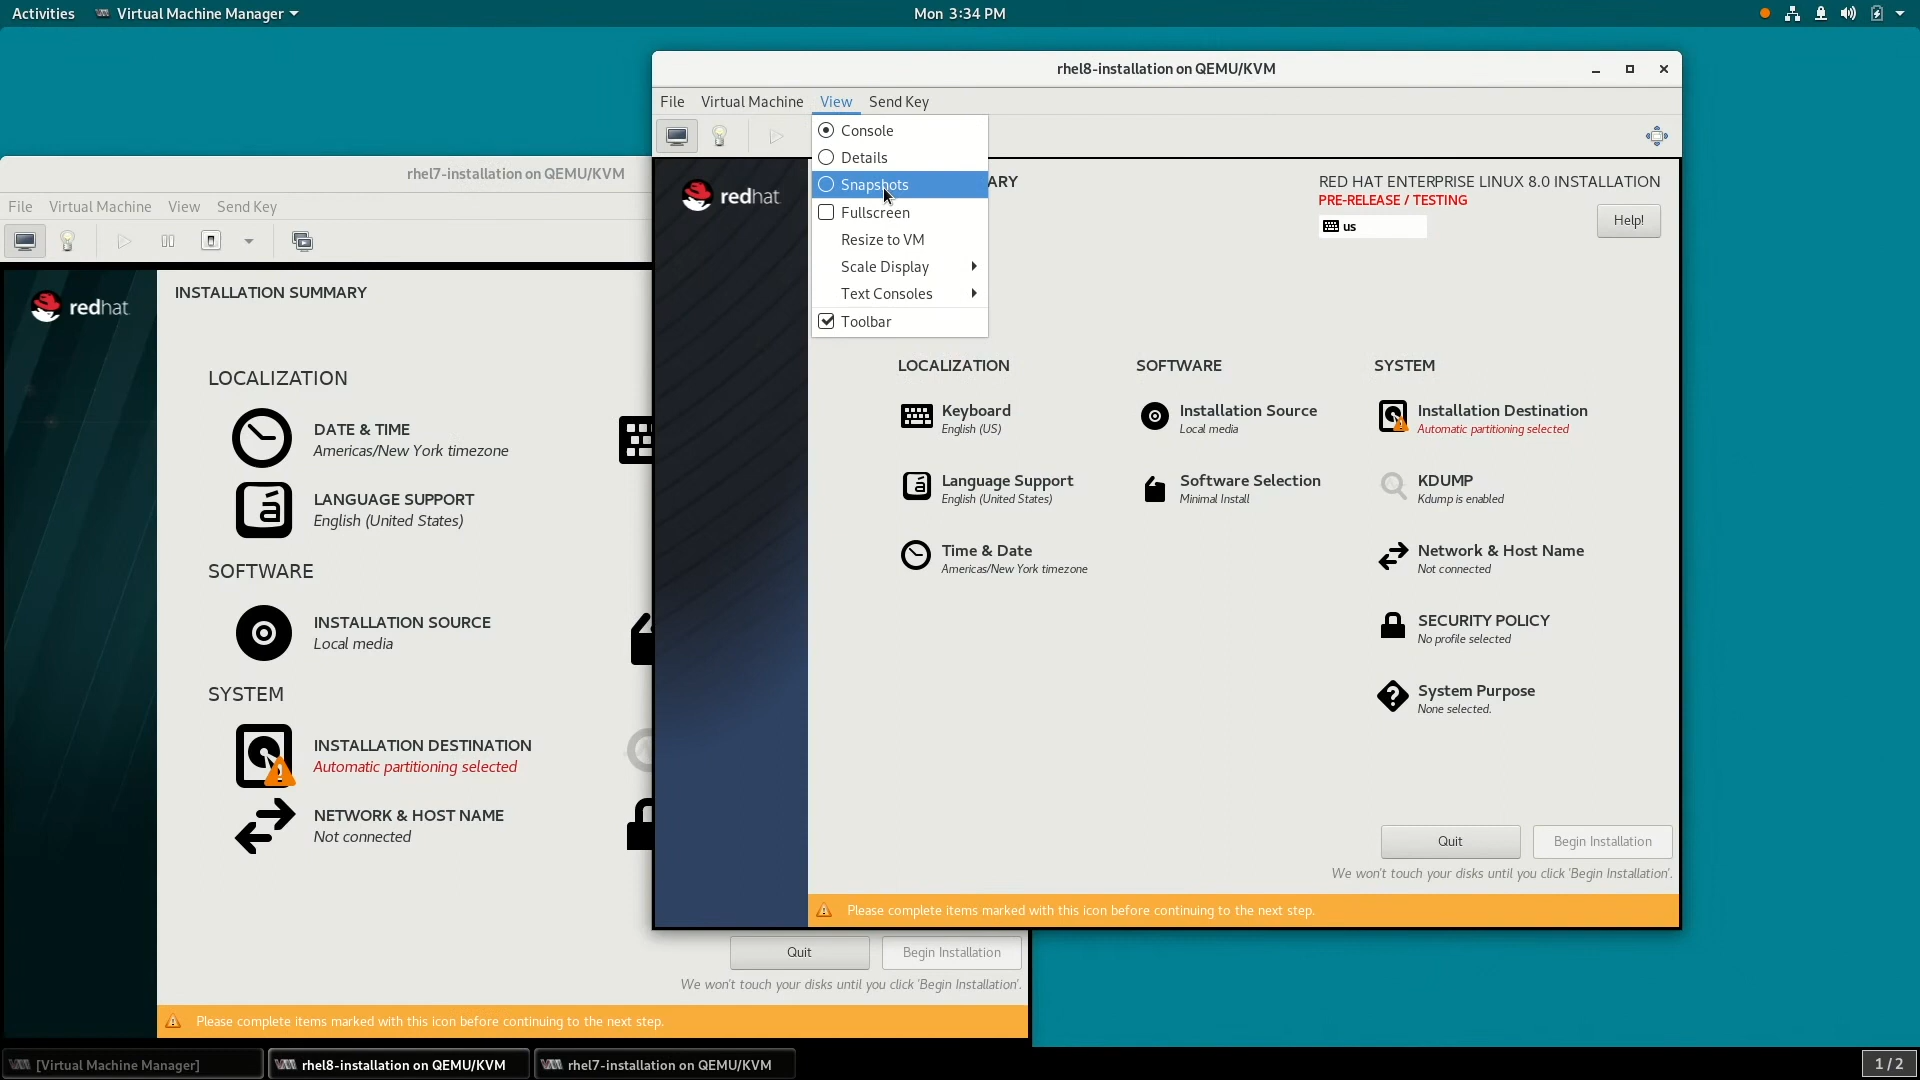 Activities
Virtual Machine Manager
Mon 3:34 PM
rhel8-installation on QEMU/KVM
File Virtual Machine View Send Key
Console
Details
Snapshots
Fullscreen
Resize to VM
Scale Display
Text Consoles
Toolbar
redhat
ARY
RED HAT ENTERPRISE LINUX 8.0 INSTALLATION
PRE-RELEASE / TESTING
us
Help!
LOCALIZATION
Keyboard
English (US)
Language Support
English (United States)
Time & Date
Americas/New York timezone
SOFTWARE
Installation Source
Local media
Software Selection
Minimal Install
SYSTEM
Installation Destination
Automatic partitioning selected
KDUMP
Kdump is enabled
Network & Host Name
Not connected
SECURITY POLICY
No profile selected
System Purpose
None selected.
Quit
Begin Installation
We won't touch your disks until you click 'Begin Installation'.
Please complete items marked with this icon before continuing to the next step.
rhel7-installation on QEMU/KVM
File Virtual Machine View Send Key
redhat
INSTALLATION SUMMARY
LOCALIZATION
DATE & TIME
Americas/New York timezone
LANGUAGE SUPPORT
English (United States)
SOFTWARE
INSTALLATION SOURCE
Local media
SYSTEM
INSTALLATION DESTINATION
Automatic partitioning selected
NETWORK & HOST NAME
Not connected
Quit
Begin Installation
We won't touch your disks until you click 'Begin Installation'.
Please complete items marked with this icon before continuing to the next step.
[Virtual Machine Manager]
rhel8-installation on QEMU/KVM
rhel7-installation on QEMU/KVM
1 / 2